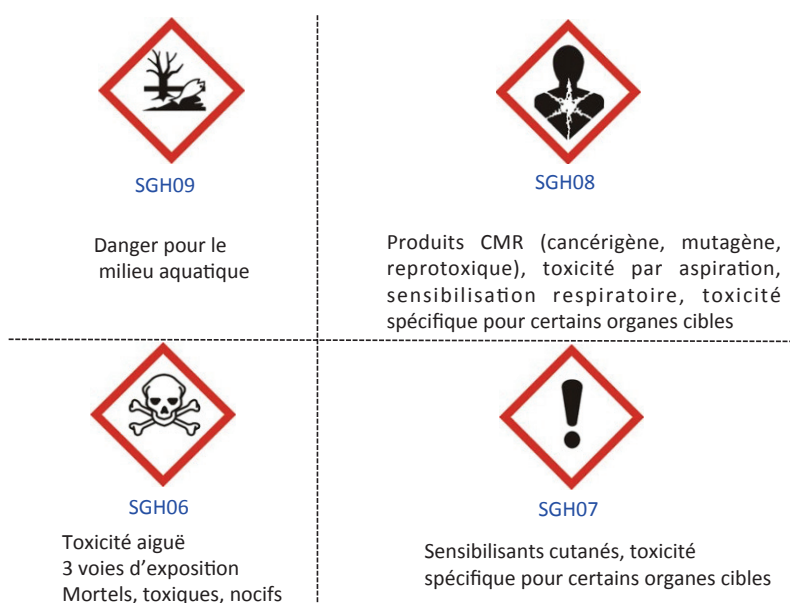 SGH09
Danger pour le
milieu aquatique
SGH08
Produits CMR (cancérigène, mutagène,
reprotoxique), toxicité par aspiration,
sensibilisation respiratoire, toxicité
spécifique pour certains organes cibles
SGH06
Toxicité aiguë
3 voies d'exposition
Mortels, toxiques, nocifs
SGH07
Sensibilisants cutanés, toxicité
spécifique pour certains organes cibles